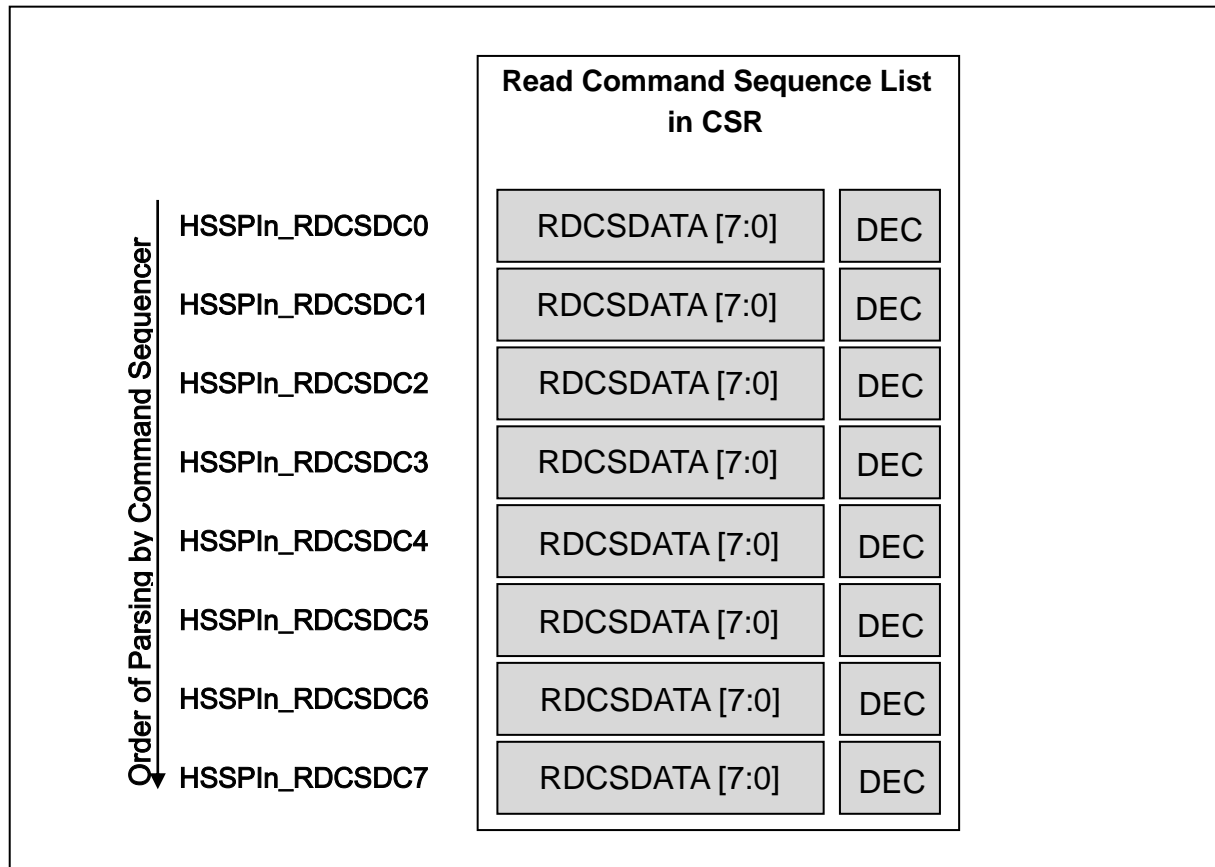 Read Command Sequence List
in CSR
Order of Parsing by Command Sequencer
HSSPIn_RDCSDC0 RDCSDATA [7:0] DEC
HSSPIn_RDCSDC1 RDCSDATA [7:0] DEC
HSSPIn_RDCSDC2 RDCSDATA [7:0] DEC
HSSPIn_RDCSDC3 RDCSDATA [7:0] DEC
HSSPIn_RDCSDC4 RDCSDATA [7:0] DEC
HSSPIn_RDCSDC5 RDCSDATA [7:0] DEC
HSSPIn_RDCSDC6 RDCSDATA [7:0] DEC
HSSPIn_RDCSDC7 RDCSDATA [7:0] DEC